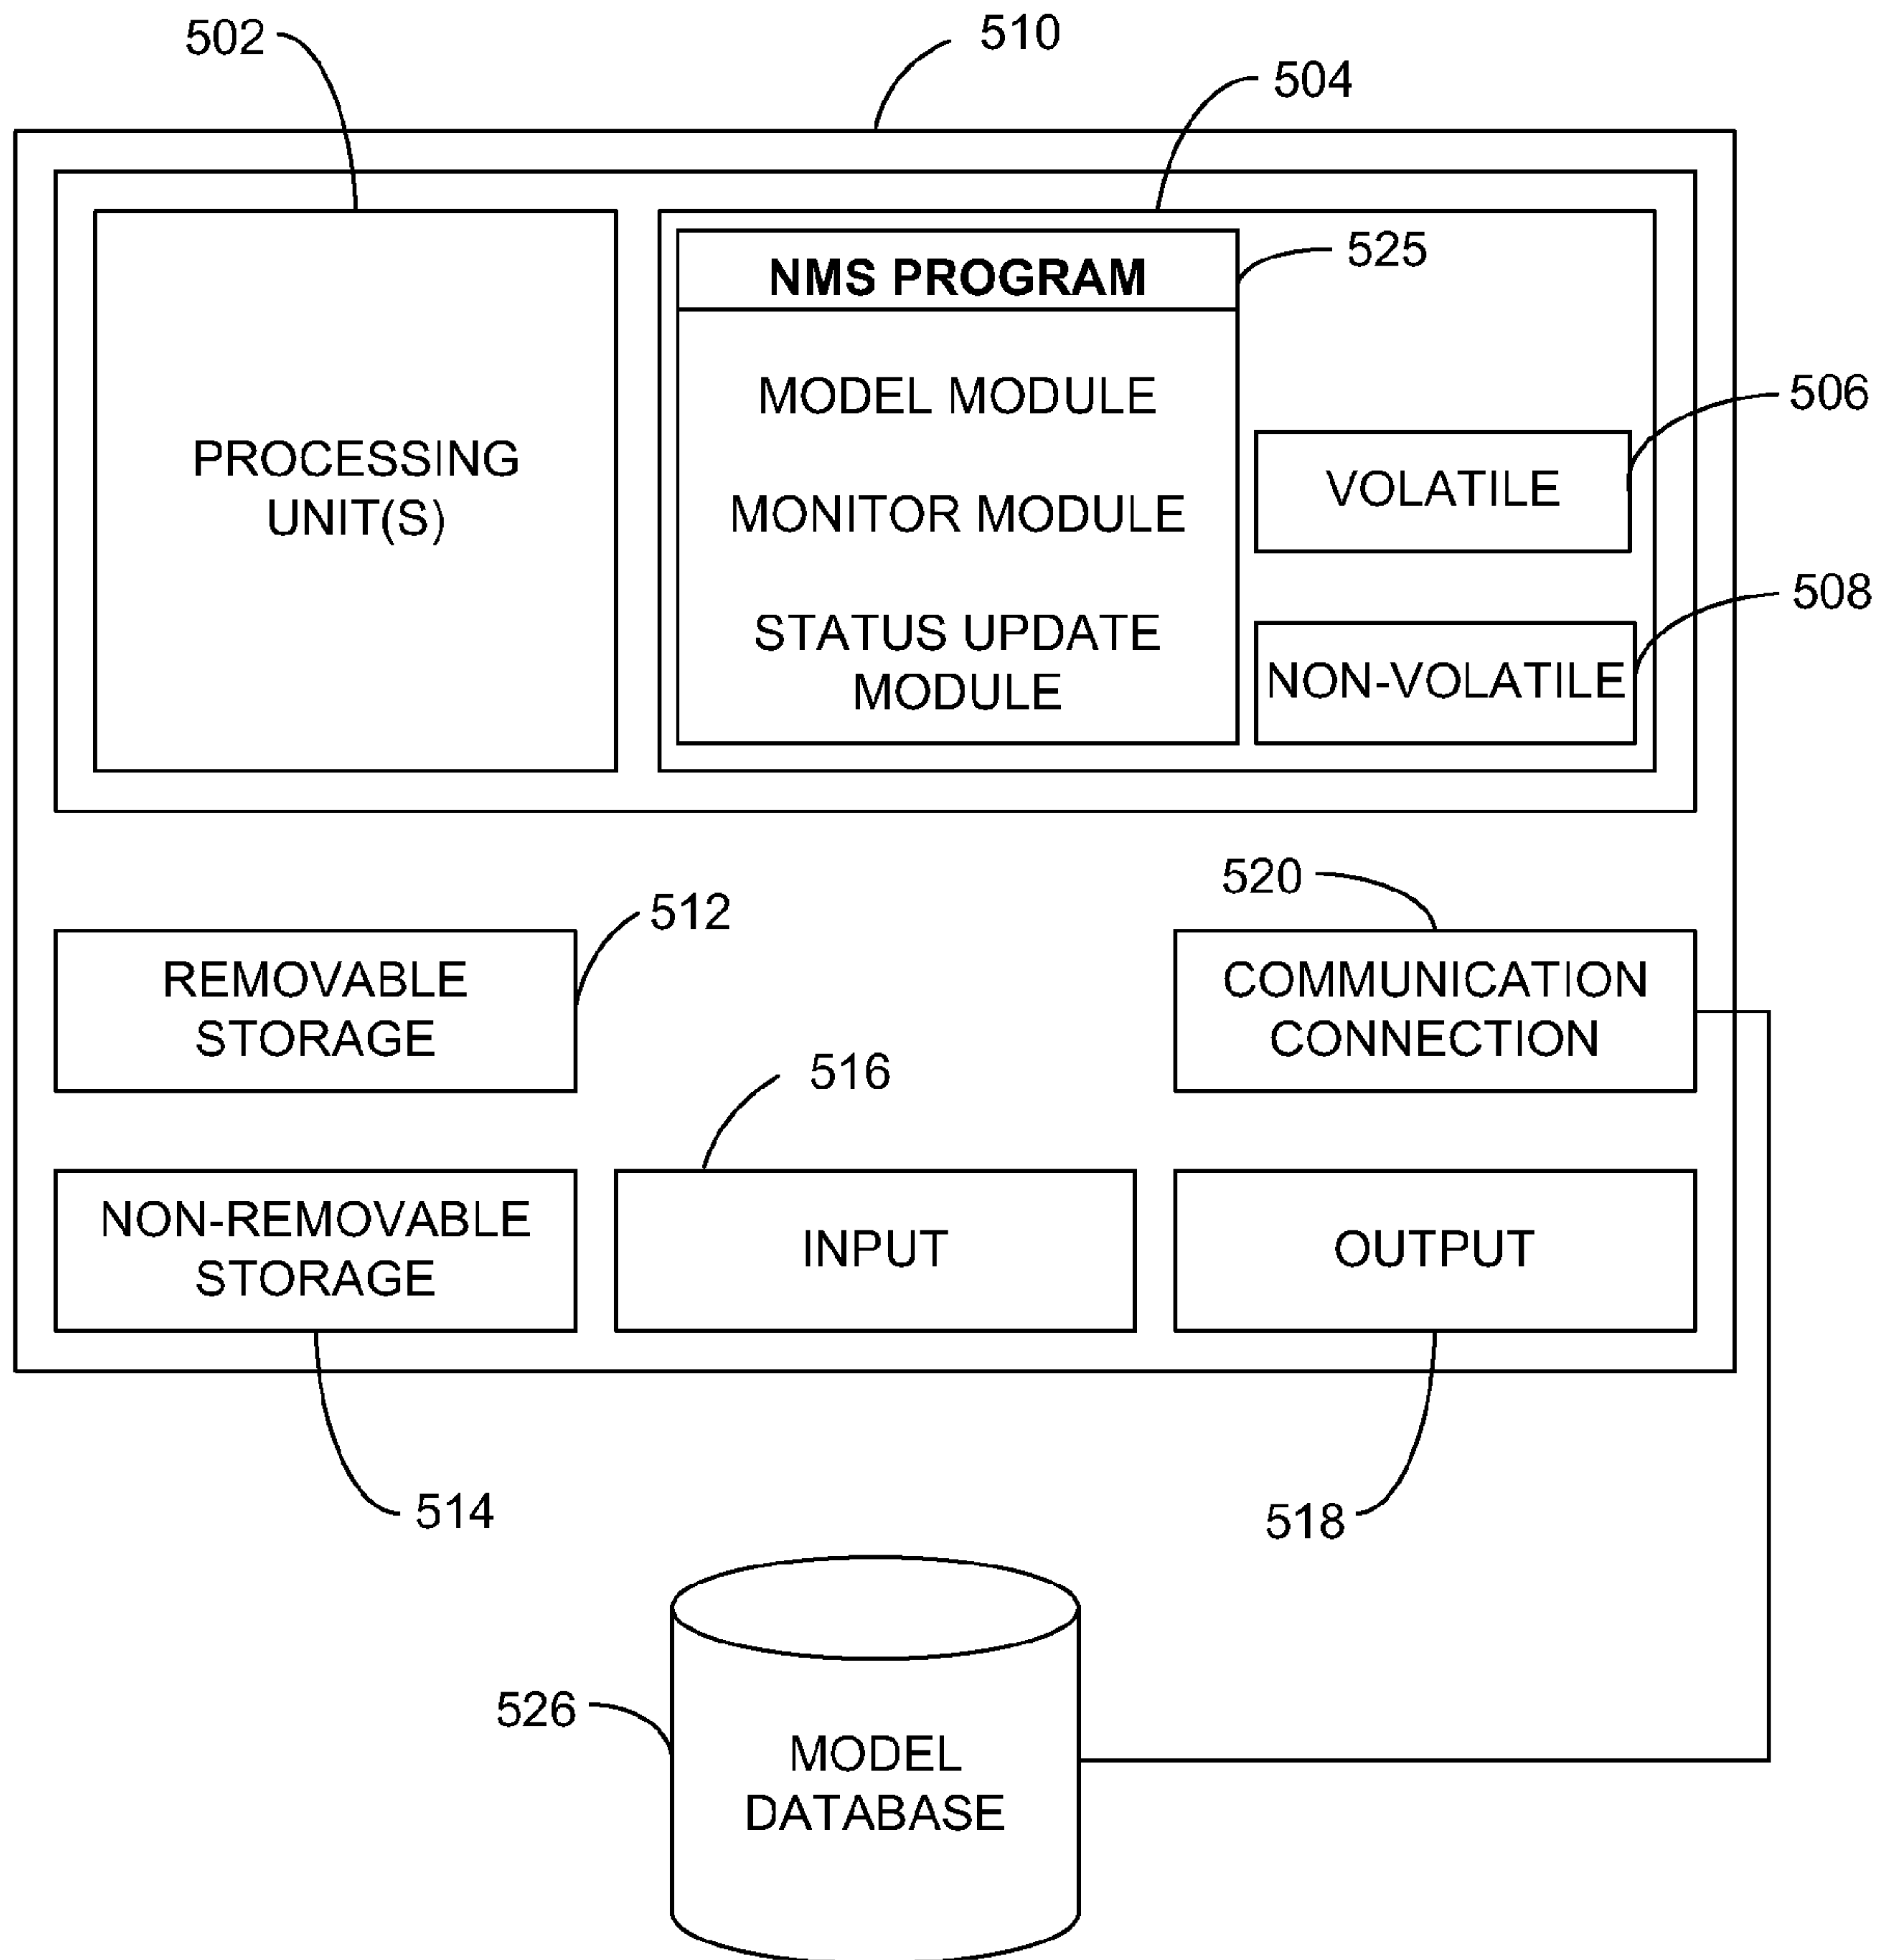 502
510
504
525
NMS PROGRAM
MODEL MODULE
MONITOR MODULE
STATUS UPDATE
MODULE
PROCESSING
UNIT(S)
506
VOLATILE
508
NON-VOLATILE
512
REMOVABLE
STORAGE
520
COMMUNICATION
CONNECTION
516
NON-REMOVABLE
STORAGE
INPUT
OUTPUT
514
518
526
MODEL
DATABASE